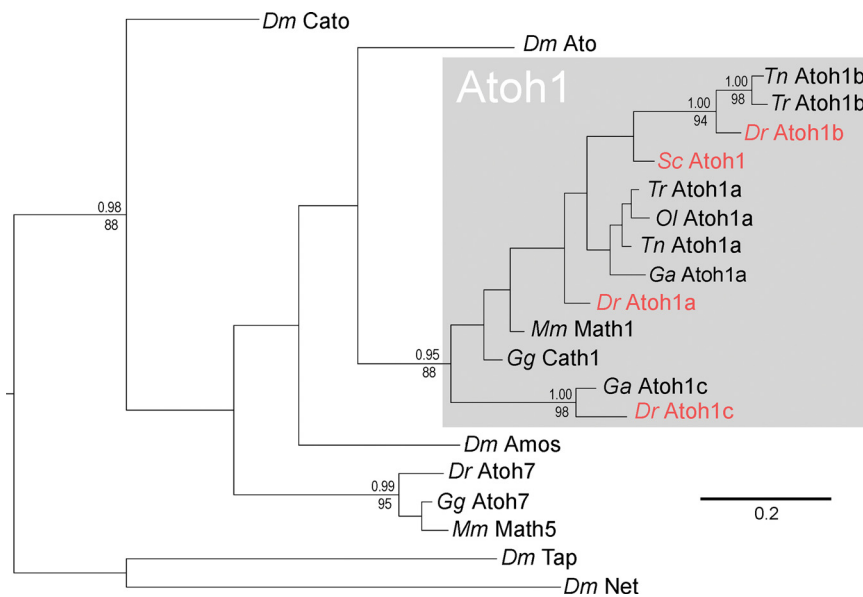 Dm Cato
Dm Ato
Atoh1
1.00
98
Tn Atoh1b
Tr Atoh1b
1.00
94
Dr Atoh1b
Sc Atoh1
Tr Atoh1a
Ol Atoh1a
Tn Atoh1a
Ga Atoh1a
0.98
88
Dr Atoh1a
Mm Math1
0.95
88
Gg Cath1
Ga Atoh1c
1.00
98
Dr Atoh1c
Dm Amos
Dr Atoh7
0.99
95
Gg Atoh7
Mm Math5
0.2
Dm Tap
Dm Net